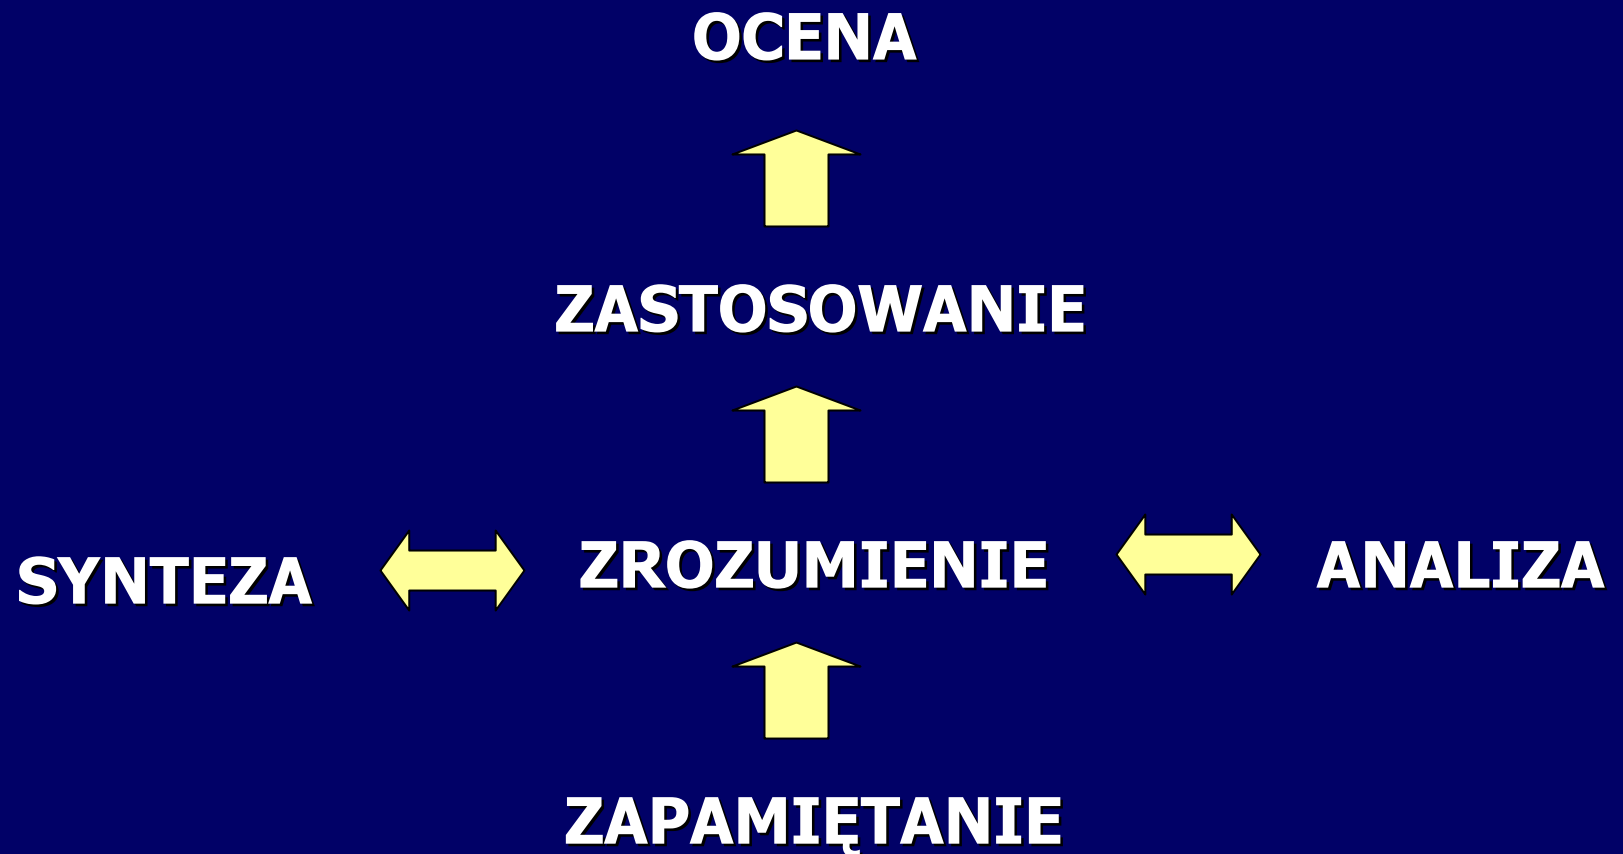 OCENA
ZASTOSOWANIE
SYNTEZA
ZROZUMIENIE
ANALIZA
ZAPAMIĘTANIE